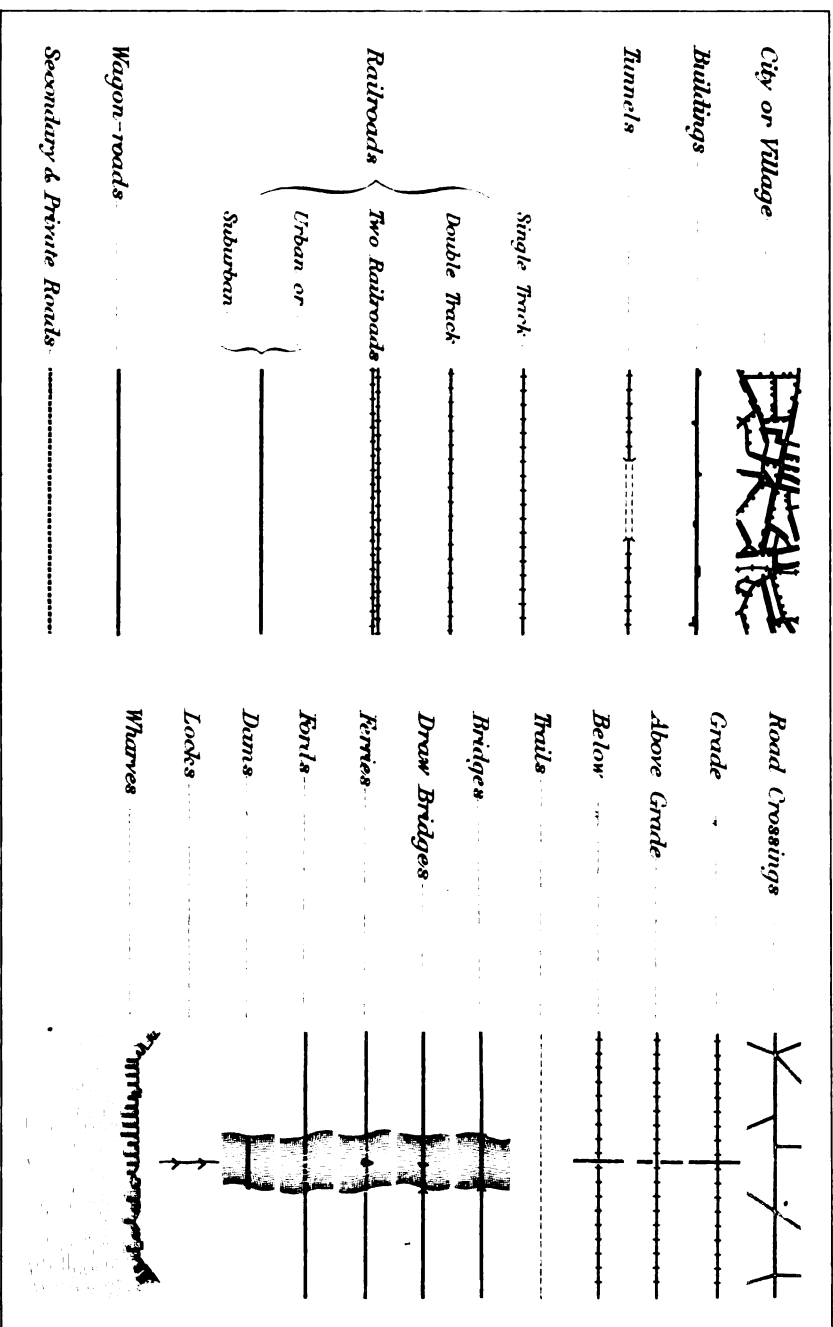 City or Village
Buildings
Tunnels
Railroads
Single Track
Double Track
Two Railroads
Urban or
Suburban
Wagon-roads
Secondary & Private Roads
Road Crossings
Grade
Above Grade
Below "
Trails
Bridges
Draw Bridges
Ferries
Fords
Dams
Locks
Wharves